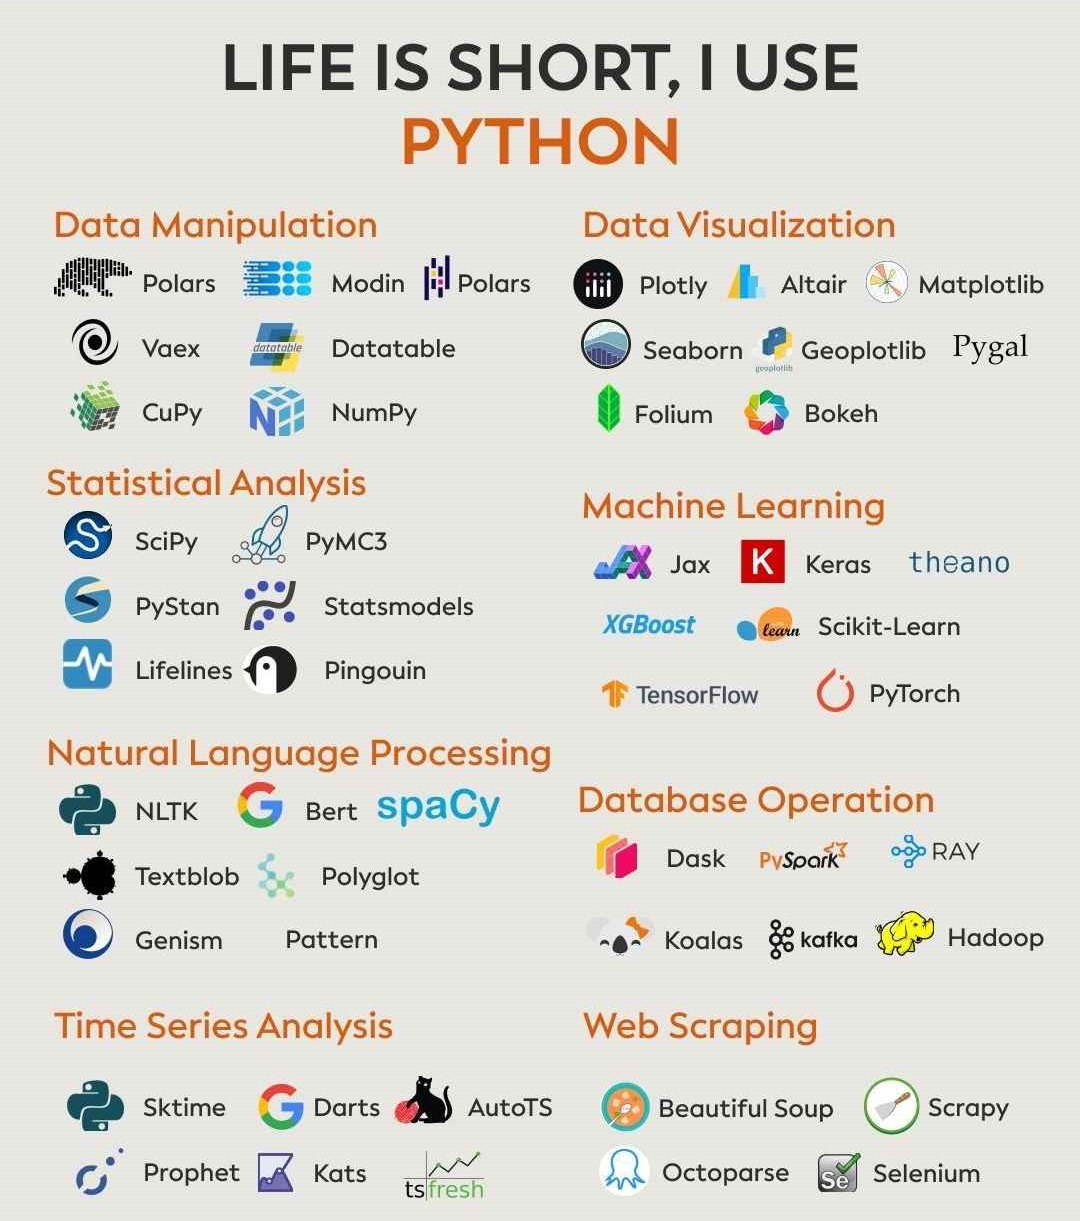 LIFE IS SHORT, I USE
PYTHON
Data Manipulation
Polars Modin Polars
Vaex datatable Datatable
CuPy NumPy
Statistical Analysis
SciPy PyMC3
PyStan Statsmodels
Lifelines Pingouin
Natural Language Processing
NLTK Bert spaCy
Textblob Polyglot
Genism Pattern
Time Series Analysis
Sktime Darts AutoTS
Prophet Kats tsfresh
Data Visualization
Plotly Altair Matplotlib
Seaborn geoplotlib Geoplotlib Pygal
Folium Bokeh
Machine Learning
JAX Jax K Keras theano
XGBoost learn Scikit-Learn
TF TensorFlow PyTorch
Database Operation
Dask PySpark RAY
Koalas kafka Hadoop
Web Scraping
Beautiful Soup Scrapy
Octoparse Se Selenium